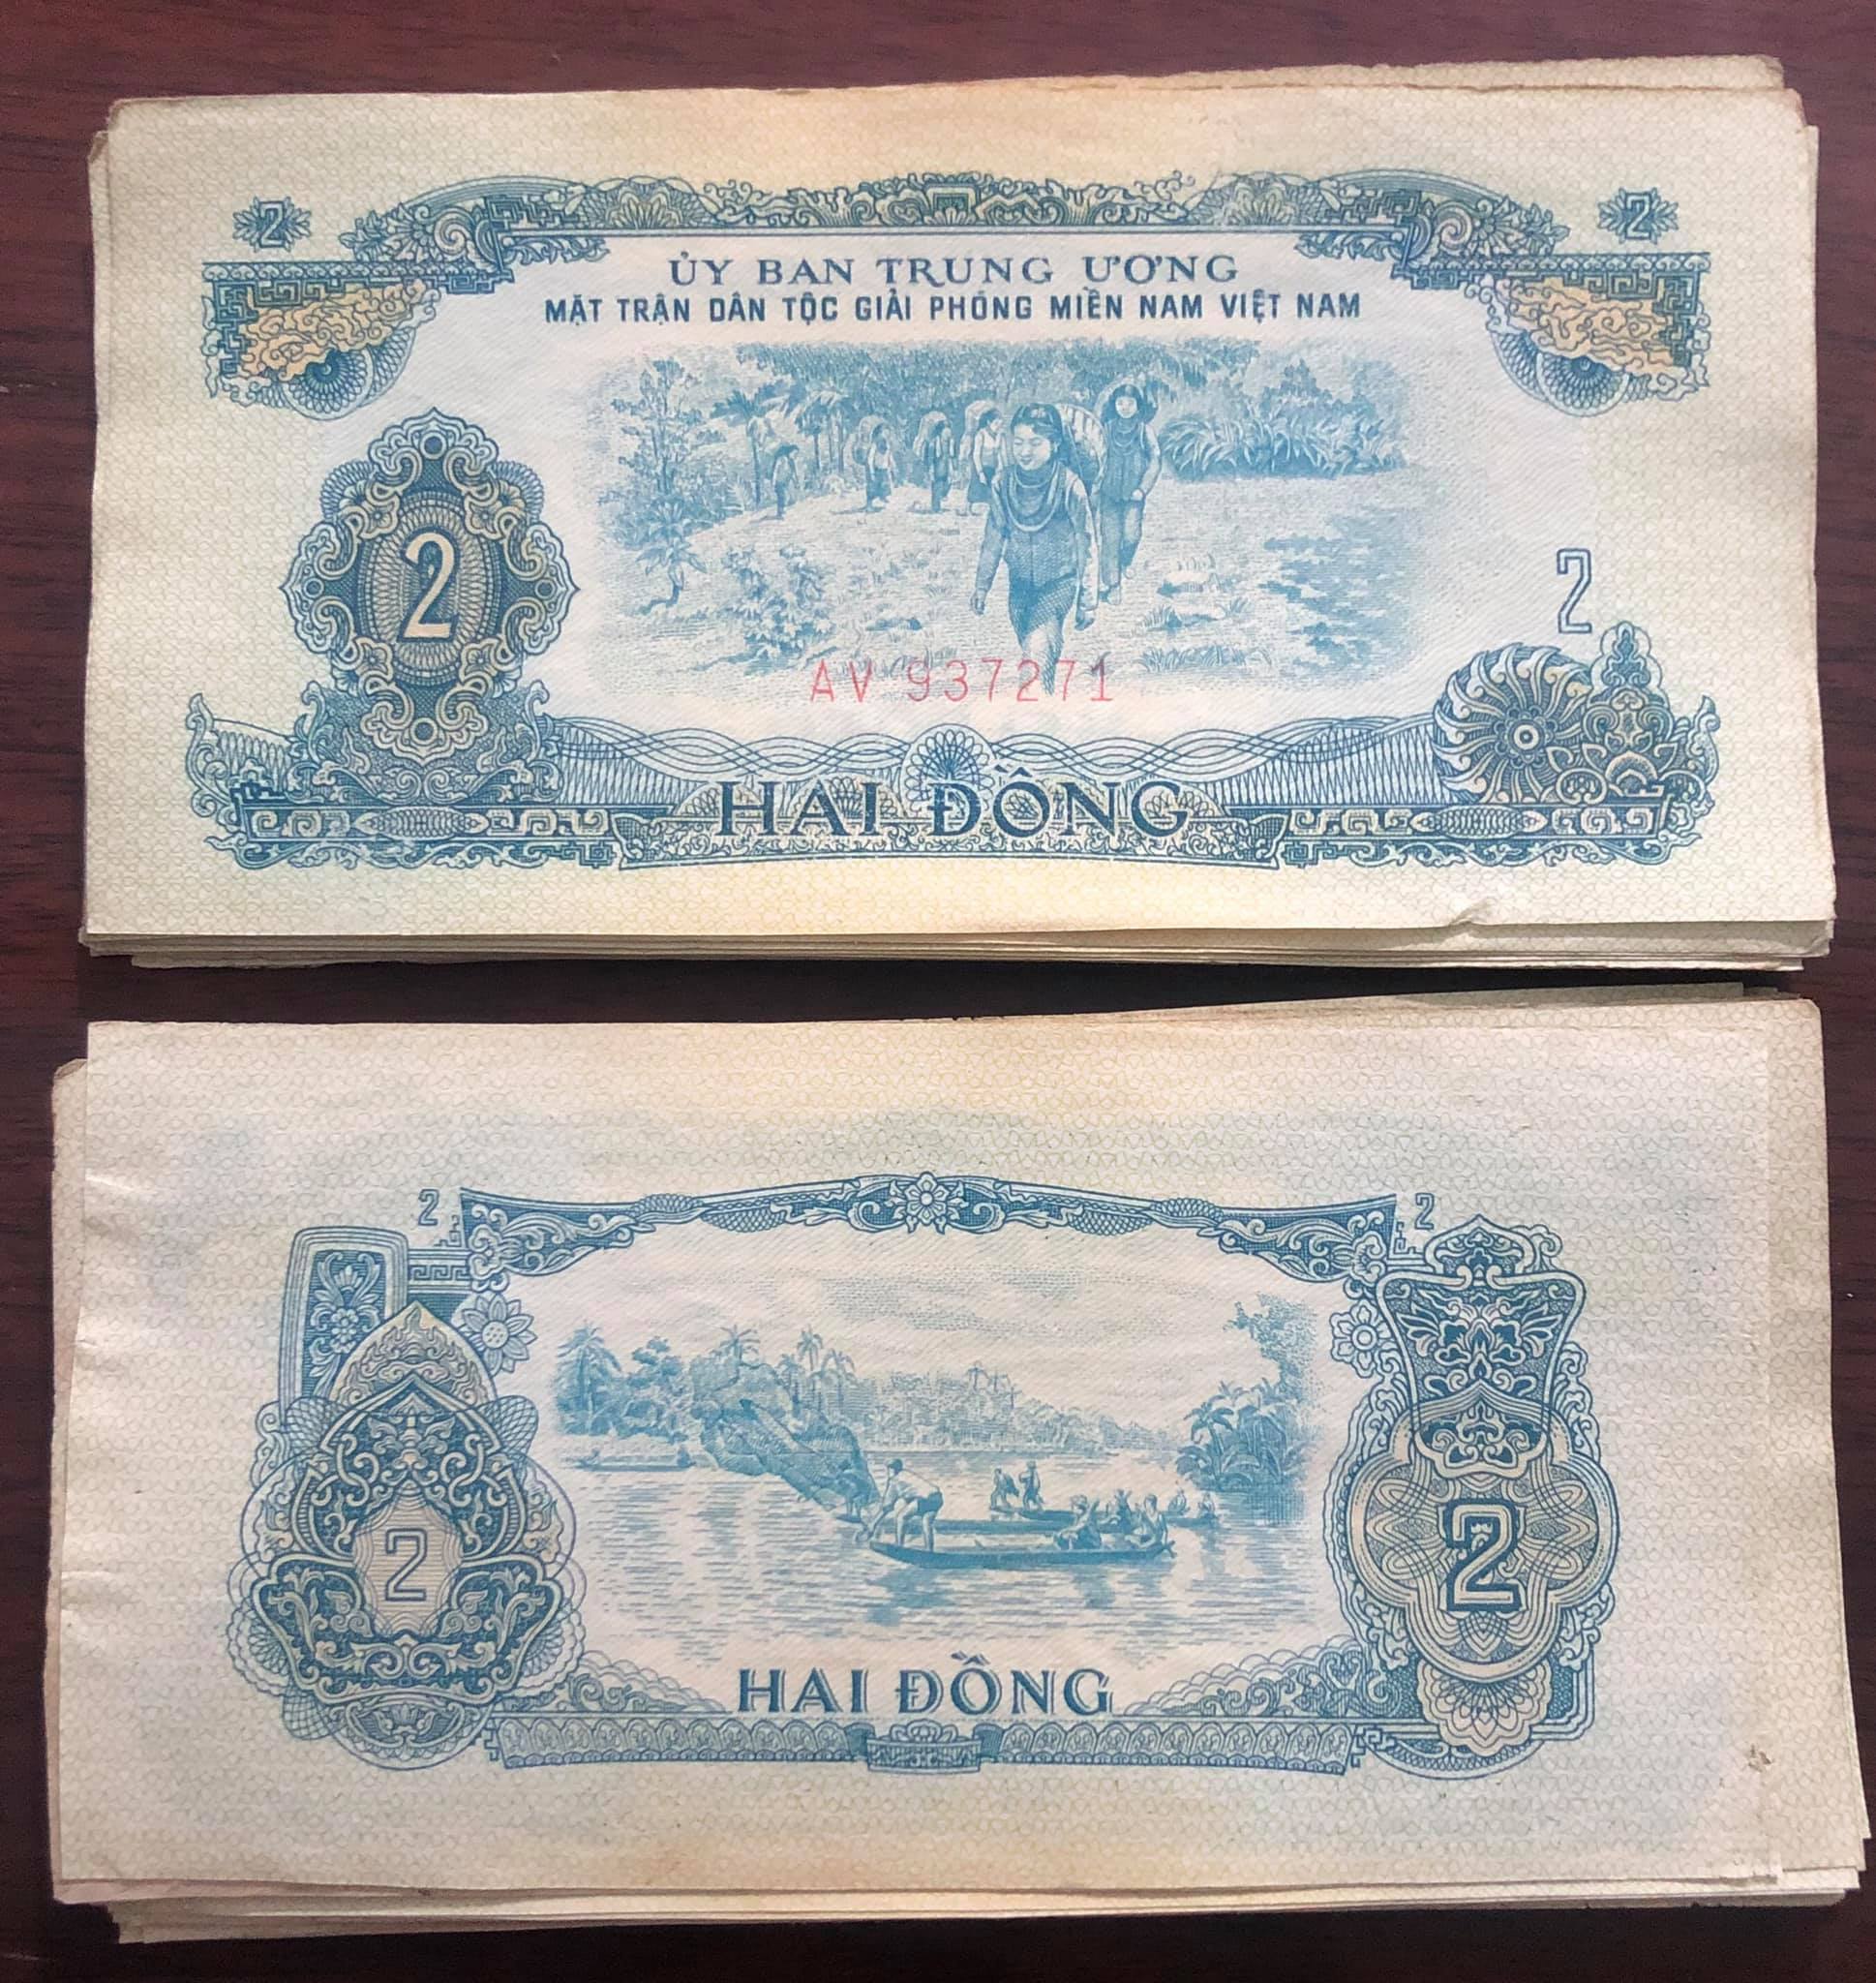 2 2
ỦY BAN TRUNG ƯƠNG
MẶT TRẬN DÂN TỘC GIẢI PHÓNG MIỀN NAM VIỆT NAM
2
2
AV 937271
HAI ĐỒNG
2 2
2
2
HAI ĐỒNG